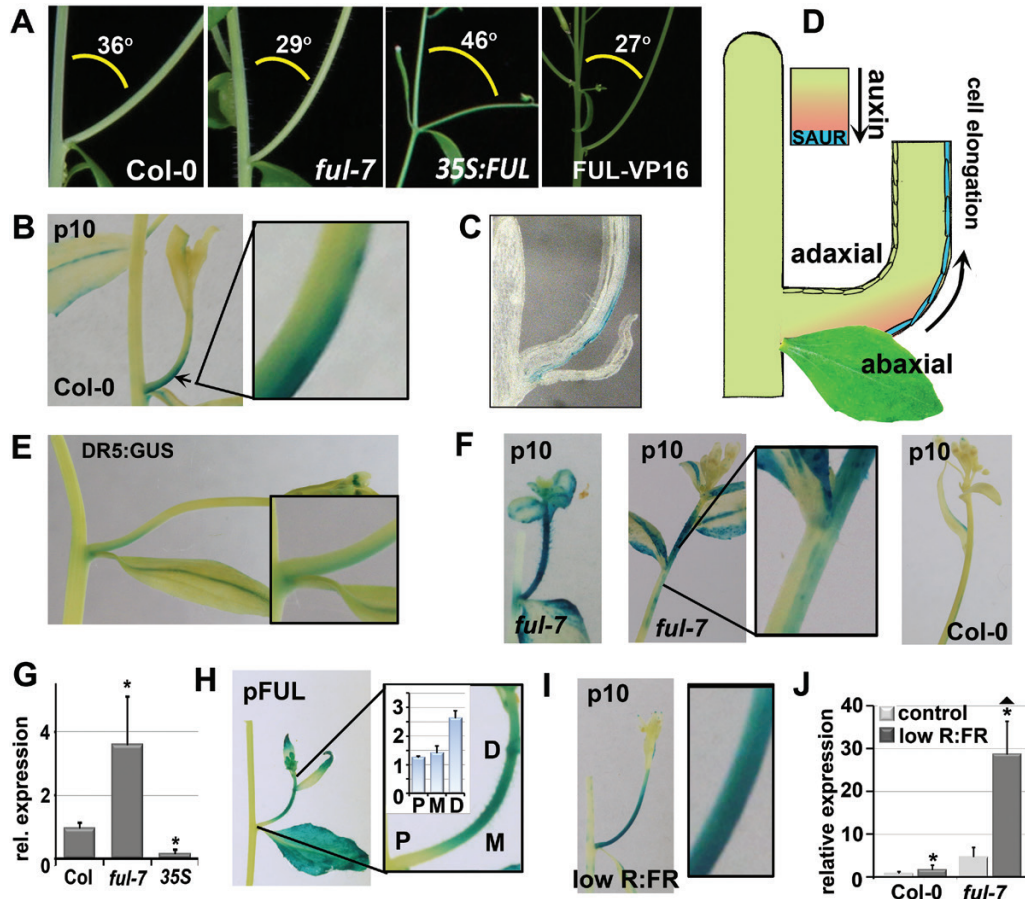 A
36°
Col-0
29°
ful-7
46°
35S:FUL
27°
FUL-VP16
D
auxin
SAUR
cell elongation
adaxial
abaxial
B
p10
Col-0
C
E
DR5:GUS
F
p10
ful-7
p10
ful-7
p10
Col-0
G
rel. expression
4
2
0
*
*
Col
ful-7
35S
H
pFUL
3
2
1
1
0
P M D
D
P
M
I
p10
low R:FR
J
relative expression
40
30
20
10
0
control
low R:FR
*
*
Col-0
ful-7